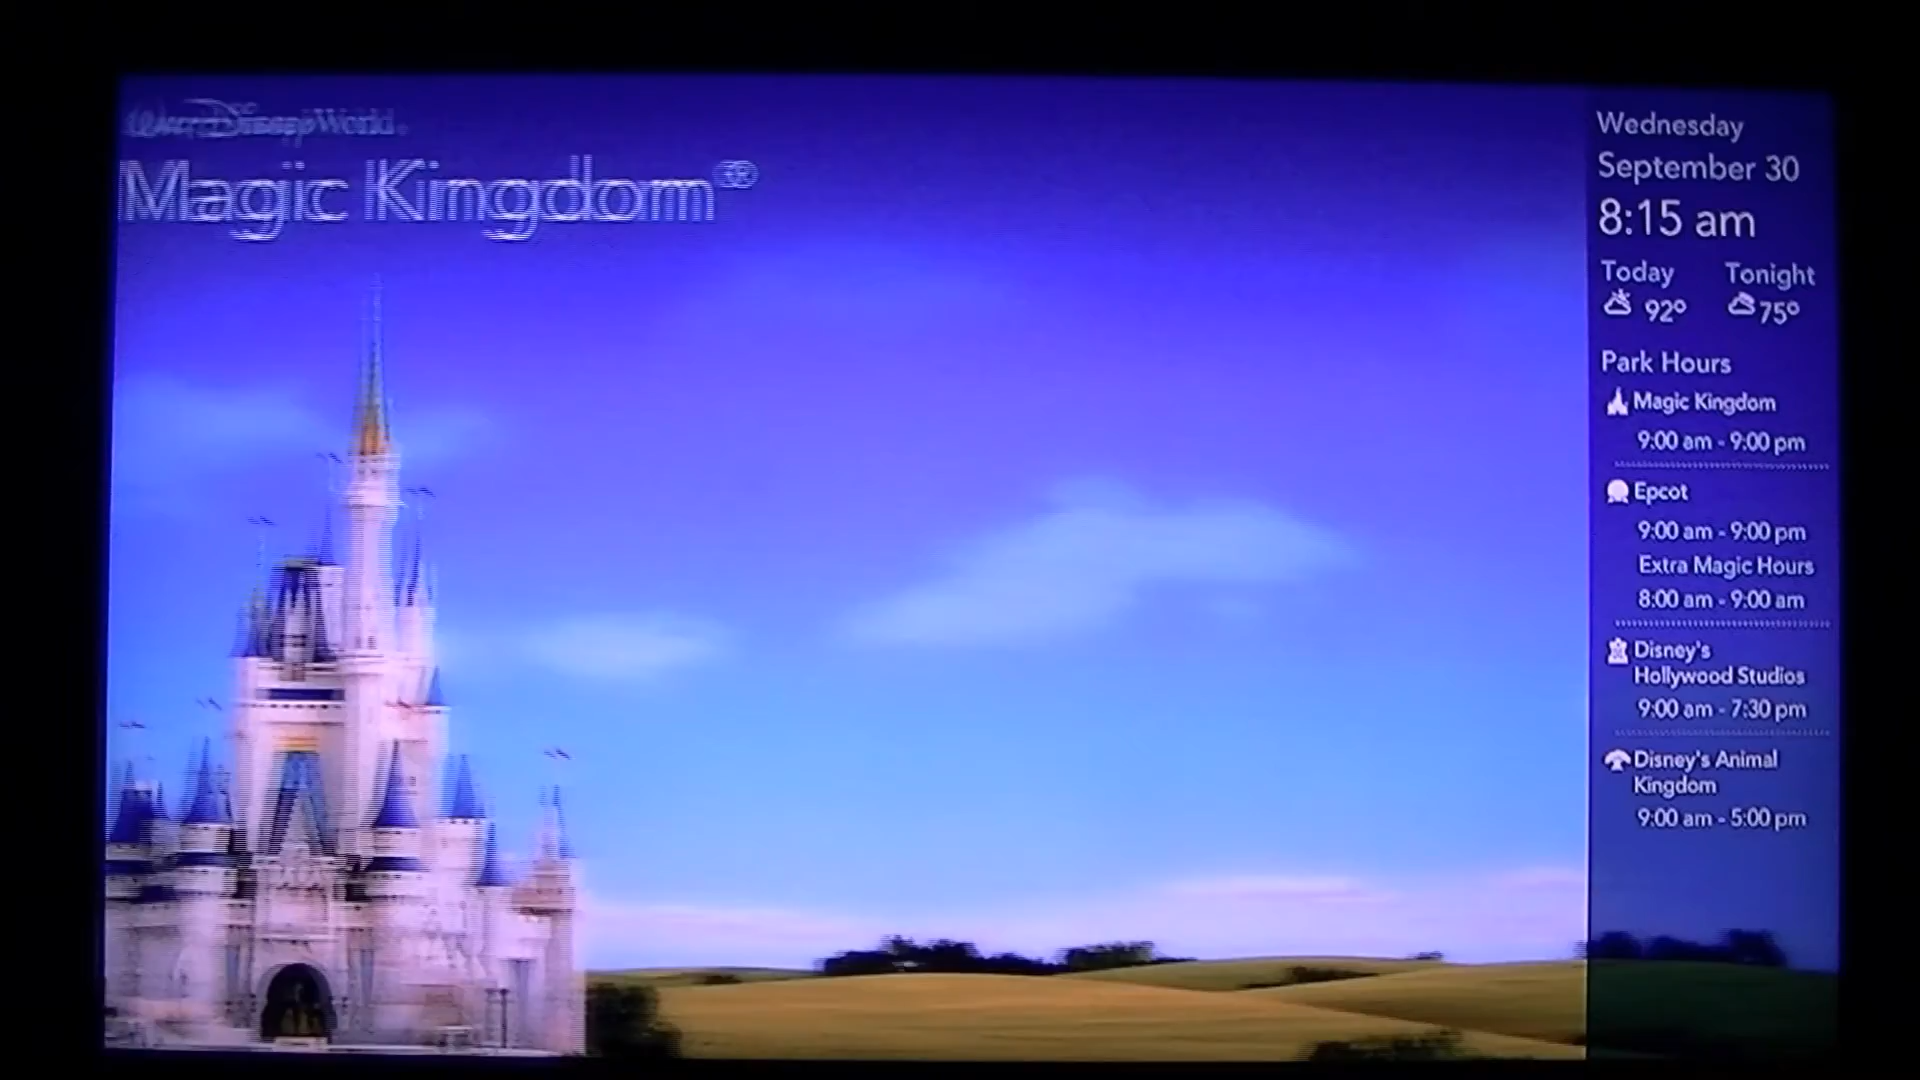 Walt Disney World
Magic Kingdom®
Wednesday
September 30
8:15 am
Today Tonight
92° 75°
Park Hours
Magic Kingdom
9:00 am - 9:00 pm
Epcot
9:00 am - 9:00 pm
Extra Magic Hours
8:00 am - 9:00 am
Disney's
Hollywood Studios
9:00 am - 7:30 pm
Disney's Animal
Kingdom
9:00 am - 5:00 pm